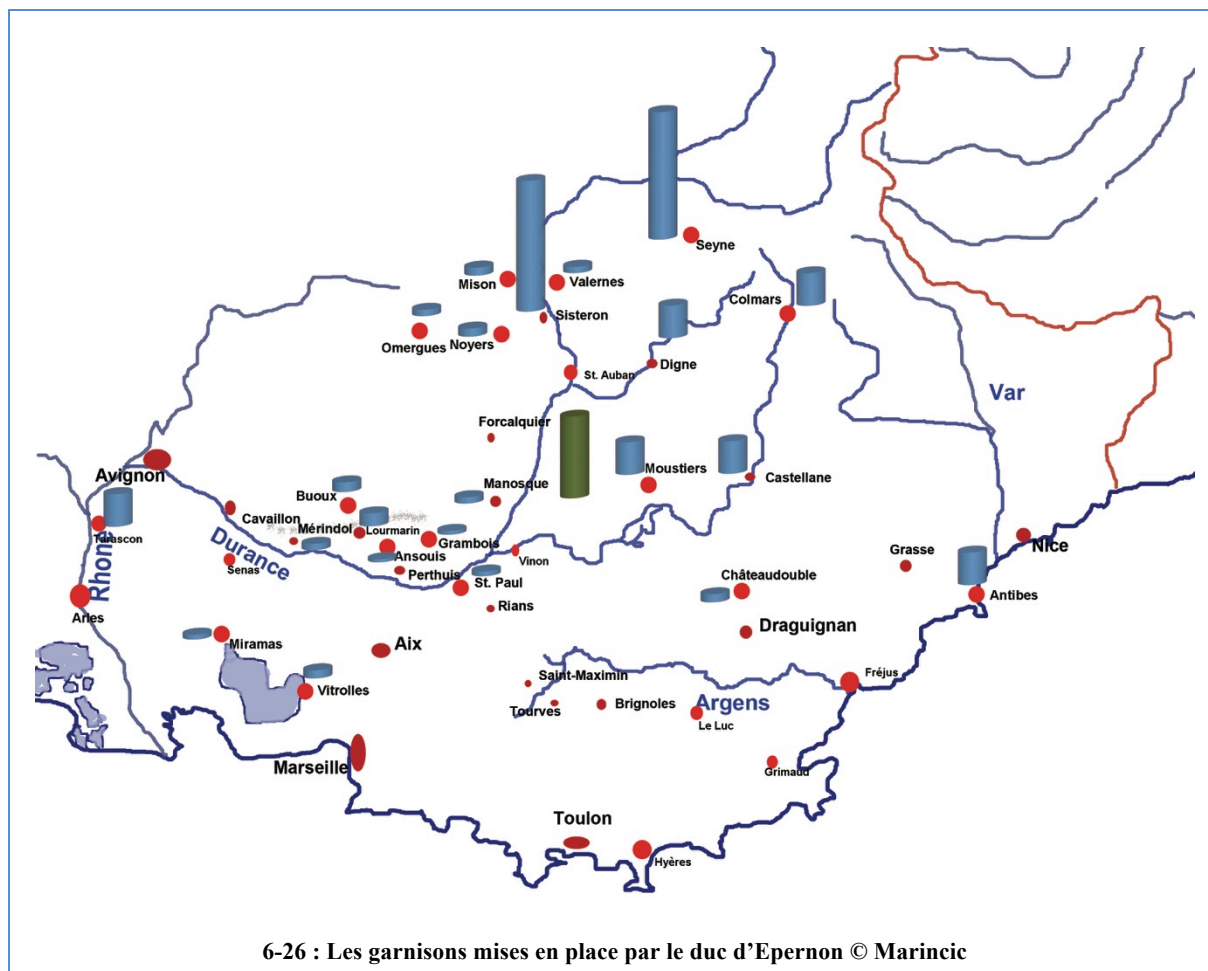 Seyne
Mison
Valernes
Colmars
Sisteron
Omergues
Noyers
St. Auban
Digne
Var
Forcalquier
Avignon
Moustiers
Castellane
Buoux
Manosque
Cavaillon
Mérindol
Lourmarin
Tarascon
Grambois
Durance
Rhone
Ansouis
Vinon
Grasse
Nice
Senas
Perthuis
St. Paul
Châteaudouble
Antibes
Rians
Arles
Draguignan
Miramas
Aix
Saint-Maximin
Fréjus
Vitrolles
Tourves
Brignoles
Argens
Le Luc
Marseille
Grimaud
Toulon
Hyères
6-26 : Les garnisons mises en place par le duc d’Epernon © Marincic